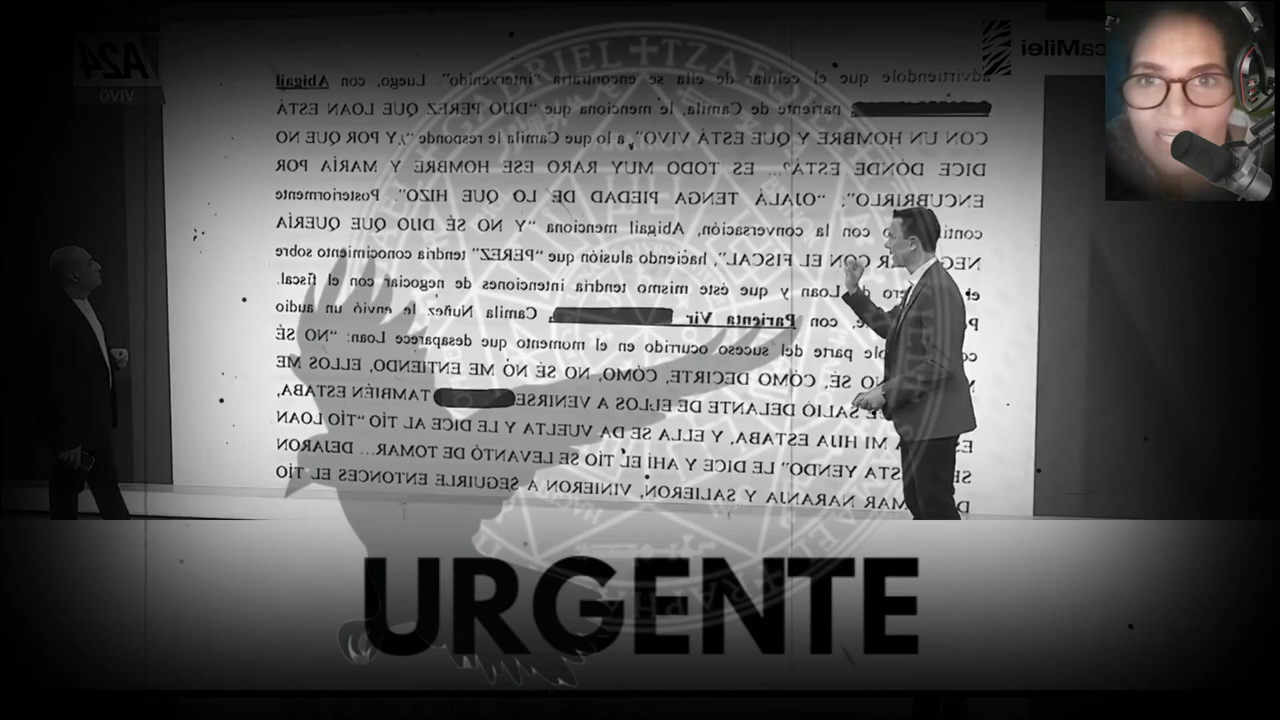 A24
VIVO
caMilei
advirtiendole que el celular de ella se encontraría "intervenido". Luego, con Abigail
pariente de Camila, le menciona que "DIJO PEREZ QUE LOAN ESTÁ
CON UN HOMBRE Y QUE ESTÁ VIVO", a lo que Camila le responde "¿Y POR QUE NO
DICE DÓNDE ESTÁ?... ES TODO MUY RARO ESE HOMBRE Y MARÍA POR
ENCUBRIRLO"; "OJALÁ TENGA PIEDAD DE LO QUE HIZO". Posteriormente
con la conversación, Abigail menciona "Y NO SÉ DIJO QUE QUERÍA
CON EL FISCAL", haciendo alusión que "PEREZ" tendría conocimiento sobre
Loan y que éste mismo tendría intenciones de negociar con el fiscal.
con Parienta Vir Camila Nuñez le envió un audio
parte del suceso ocurrido en el momento que desaparece Loan: "NO SÉ
NO SÉ, CÓMO DECIRTE, CÓMO, NO SÉ NO ME ENTIENDO, ELLOS ME
SALIÓ DELANTE DE ELLOS A VENIRSE TAMBIÉN ESTABA,
MI HIJA ESTABA, Y ELLA SE DA VUELTA Y LE DICE AL TÍO "TÍO LOAN
SE ESTA YENDO" LE DICE Y AHÍ EL TÍO SE LEVANTÓ DE TOMAR... DEJARON
NARANJA Y SALIERON, VINIERON A SEGUIRLE ENTONCES EL TÍO
URGENTE